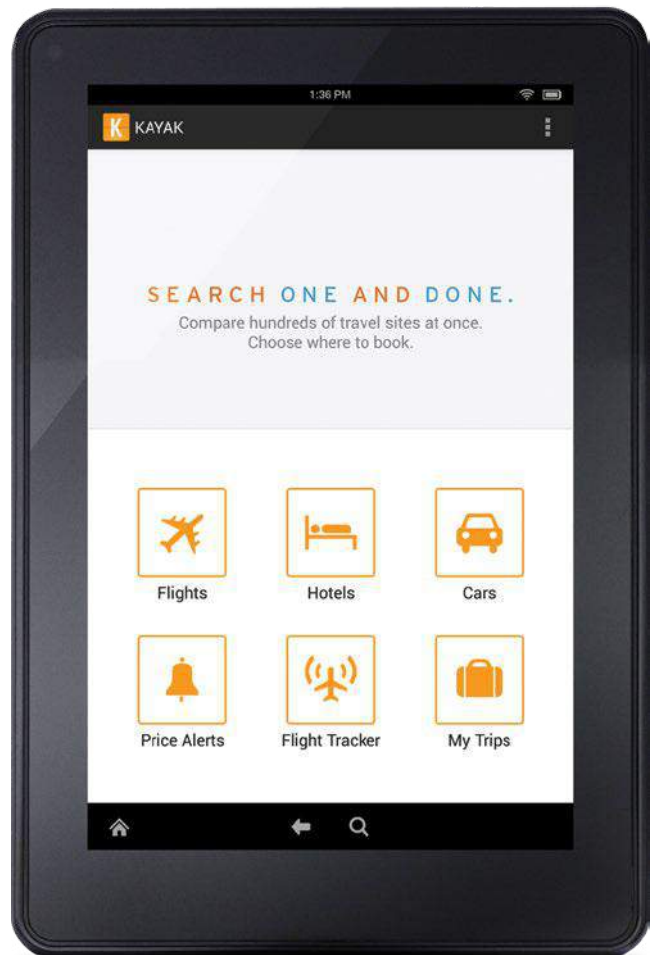 1:36 PM
K KAYAK
SEARCH ONE AND DONE.
Compare hundreds of travel sites at once.
Choose where to book.
Flights
Hotels
Cars
Price Alerts
Flight Tracker
My Trips